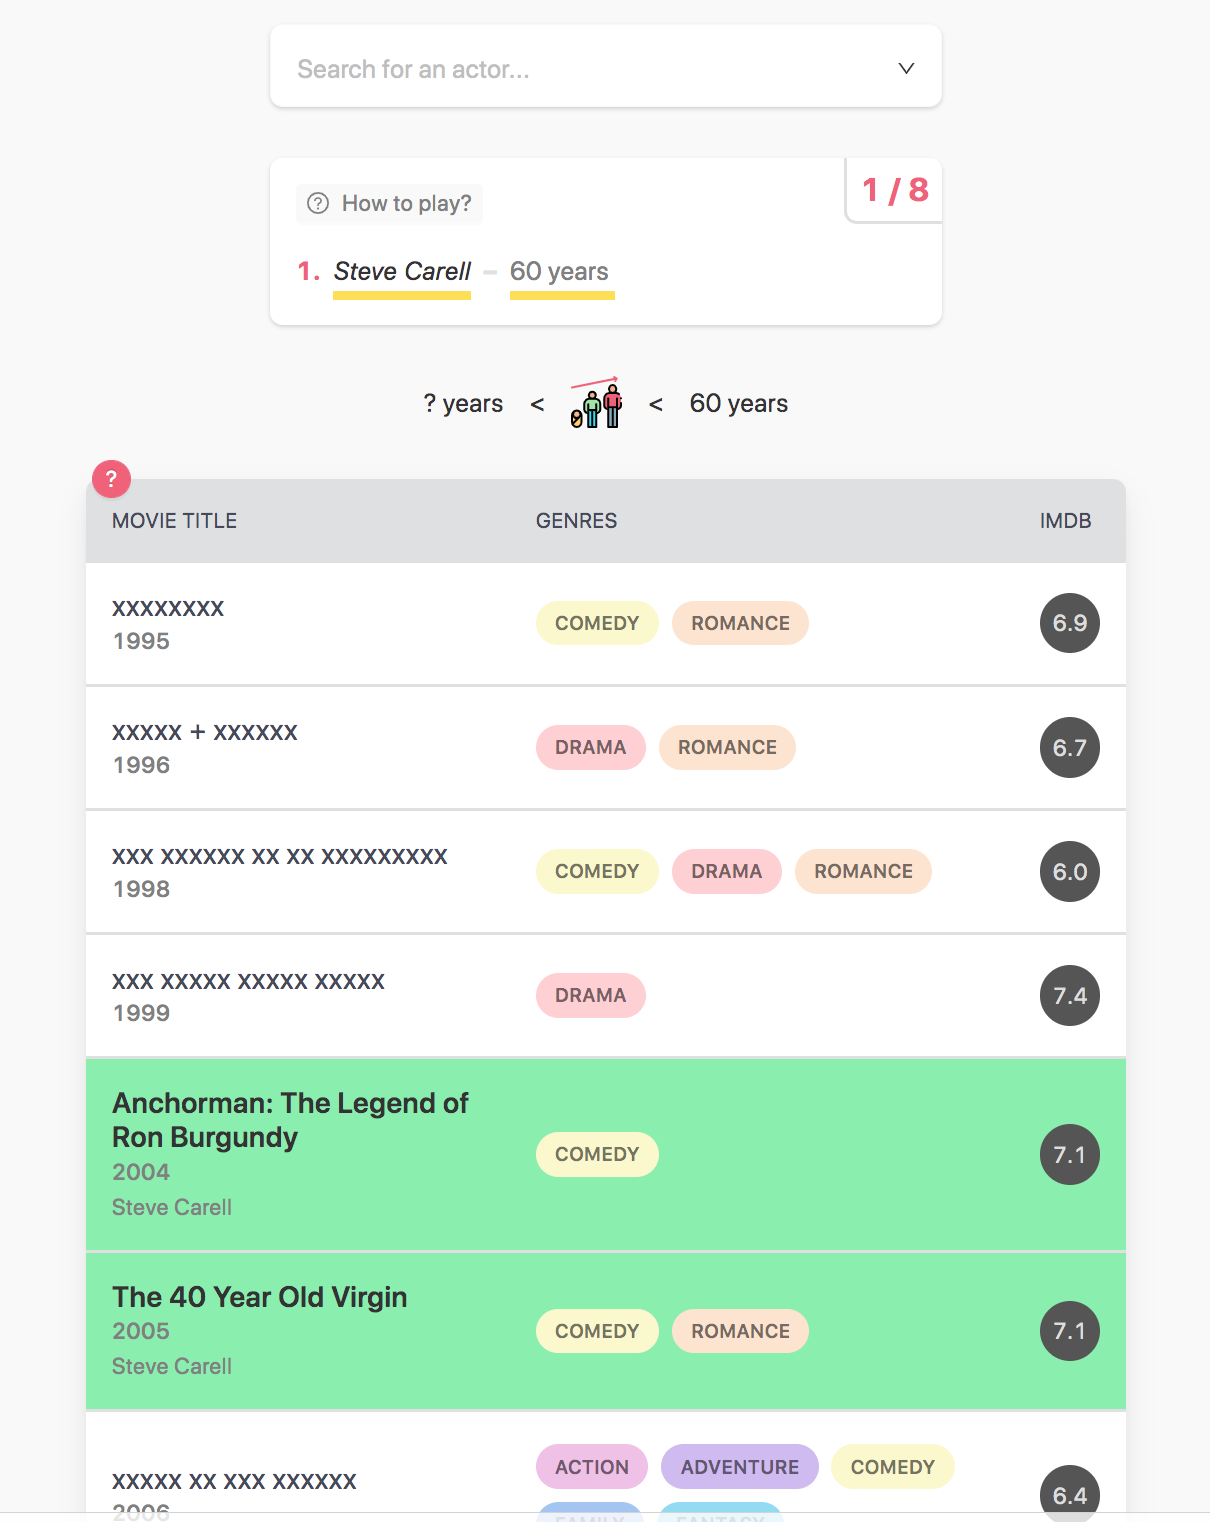 Search for an actor...
? How to play?
1 / 8
1. Steve Carell – 60 years
? years < < 60 years
?
MOVIE TITLE GENRES IMDB
xxxxxxxx
1995
COMEDY ROMANCE
6.9
xxxxx + xxxxxx
1996
DRAMA ROMANCE
6.7
xxx xxxxxx xx xx xxxxxxxxx
1998
COMEDY DRAMA ROMANCE
6.0
xxx xxxxx xxxxx xxxxx
1999
DRAMA
7.4
Anchorman: The Legend of
Ron Burgundy
2004
Steve Carell
COMEDY
7.1
The 40 Year Old Virgin
2005
Steve Carell
COMEDY ROMANCE
7.1
xxxxx xx xxx xxxxxx
2006
ACTION ADVENTURE COMEDY
FAMILY FANTASY
6.4